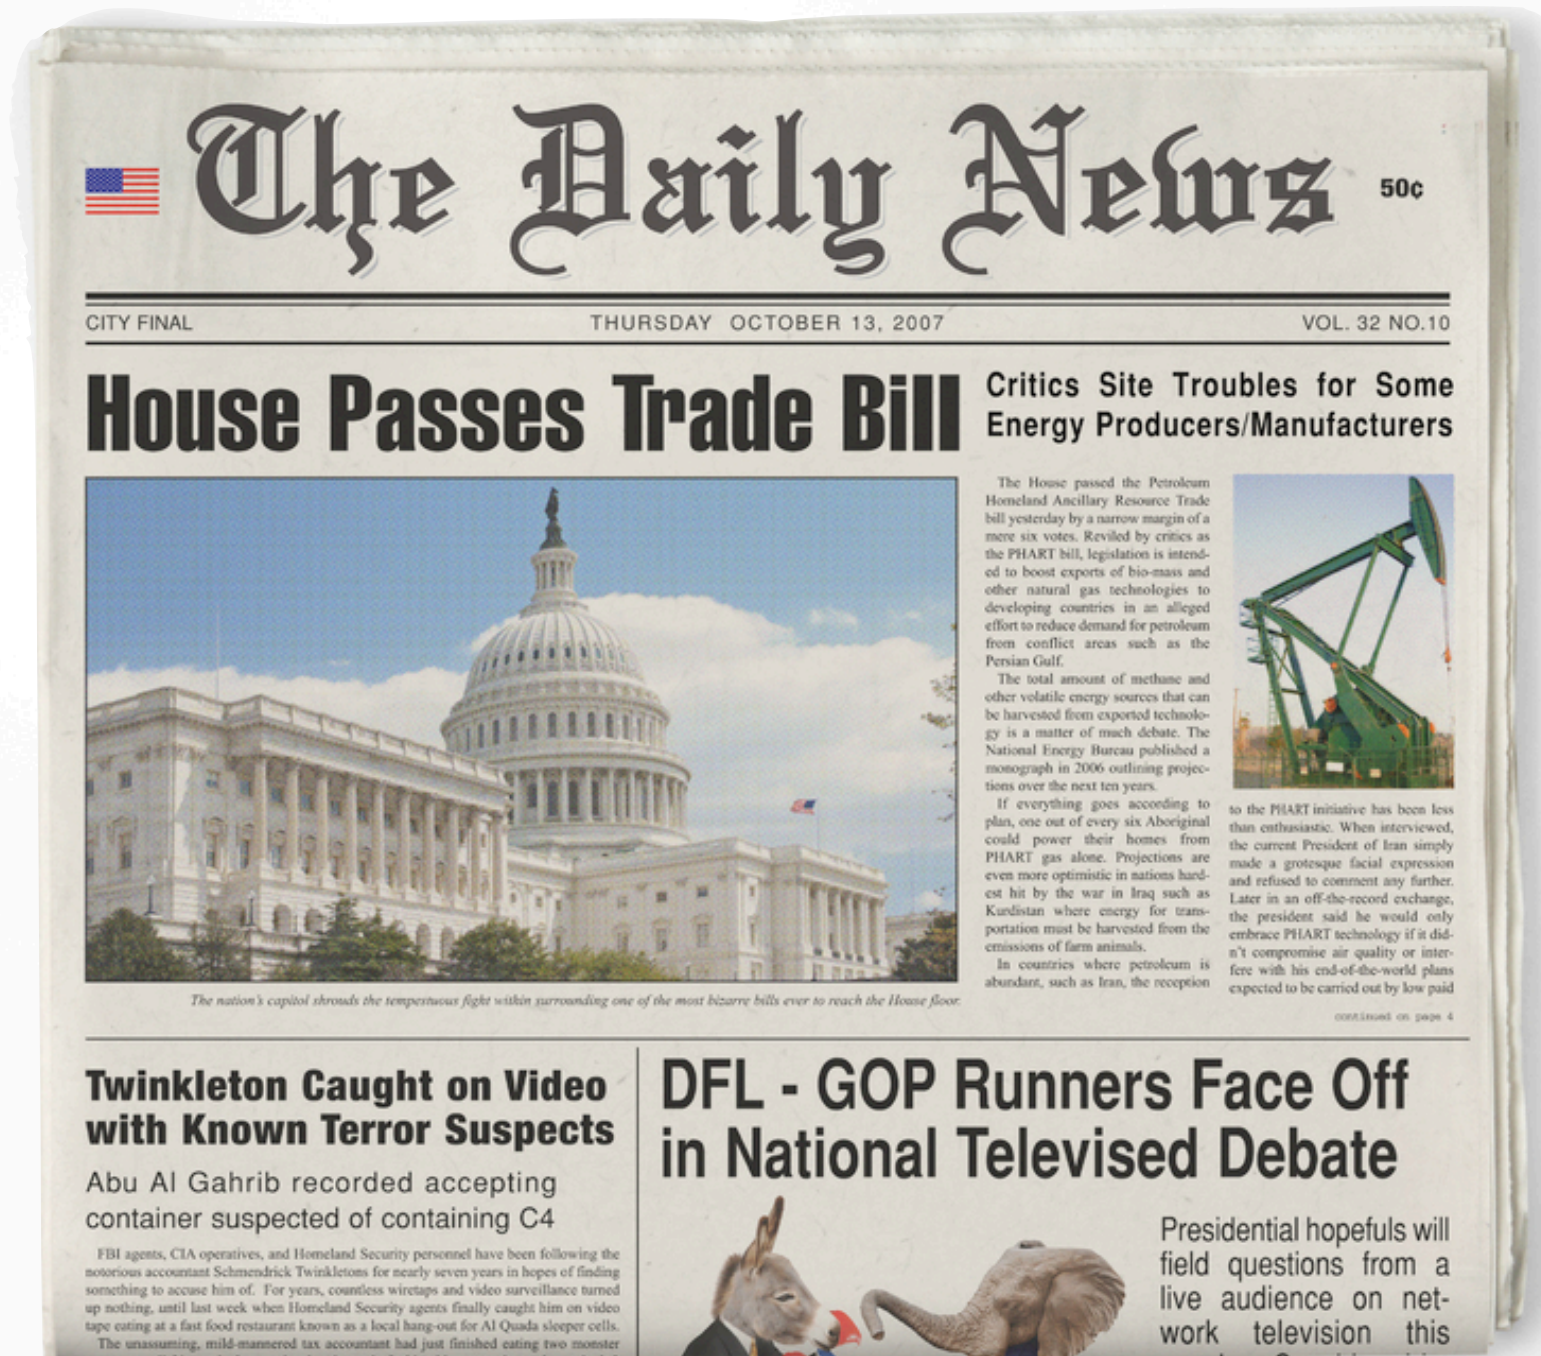 The Daily News
50¢
CITY FINAL
THURSDAY OCTOBER 13, 2007
VOL. 32 NO.10
House Passes Trade Bill
Critics Site Troubles for Some
Energy Producers/Manufacturers
The House passed the Petroleum
Homeland Ancillary Resource Trade
bill yesterday by a narrow margin of a
mere six votes. Reviled by critics as
the PHART bill, legislation is intend-
ed to boost exports of bio-mass and
other natural gas technologies to
developing countries in an alleged
effort to reduce demand for petroleum
from conflict areas such as the
Persian Gulf.
The total amount of methane and
other volatile energy sources that can
be harvested from exported technolo-
gy is a matter of much debate. The
National Energy Bureau published a
monograph in 2006 outlining projec-
tions over the next ten years.
If everything goes according to
plan, one out of every six Aboriginal
could power their homes from
PHART gas alone. Projections are
even more optimistic in nations hard-
est hit by the war in Iraq such as
Kurdistan where energy for trans-
portation must be harvested from the
emissions of farm animals.
In countries where petroleum is
abundant, such as Iran, the reception
to the PHART initiative has been less
than enthusiastic. When interviewed,
the current President of Iran simply
made a grotesque facial expression
and refused to comment any further.
Later in an off-the-record exchange,
the president said he would only
embrace PHART technology if it did-
n't compromise air quality or inter-
fere with his end-of-the-world plans
expected to be carried out by low paid
continued on page 4
The nation's capitol shrouds the tempestuous fight within surrounding one of the most bizarre bills ever to reach the House floor.
Twinkleton Caught on Video
with Known Terror Suspects
Abu Al Gahrib recorded accepting
container suspected of containing C4
FBI agents, CIA operatives, and Homeland Security personnel have been following the
notorious accountant Schmendrick Twinkletons for nearly seven years in hopes of finding
something to accuse him of. For years, countless wiretaps and video surveillance turned
up nothing, until last week when Homeland Security agents finally caught him on video
tape eating at a fast food restaurant known as a local hang-out for Al Quada sleeper cells.
The unassuming, mild-mannered tax accountant had just finished eating two monster
DFL - GOP Runners Face Off
in National Televised Debate
Presidential hopefuls will
field questions from a
live audience on net-
work television this